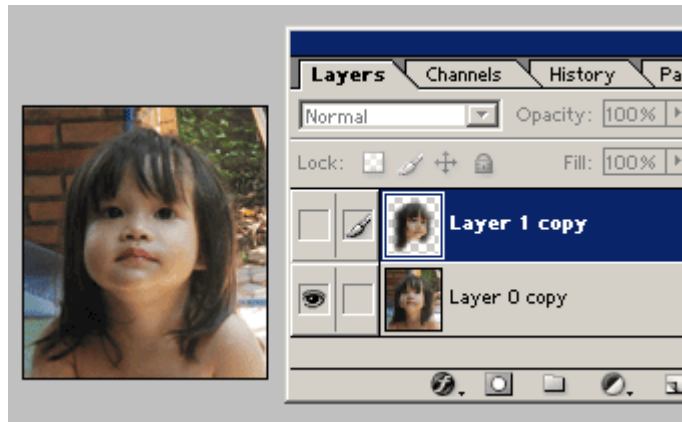 Layers Channels History Pa
Normal Opacity: 100%
Lock: Fill: 100%
Layer 1 copy
Layer 0 copy